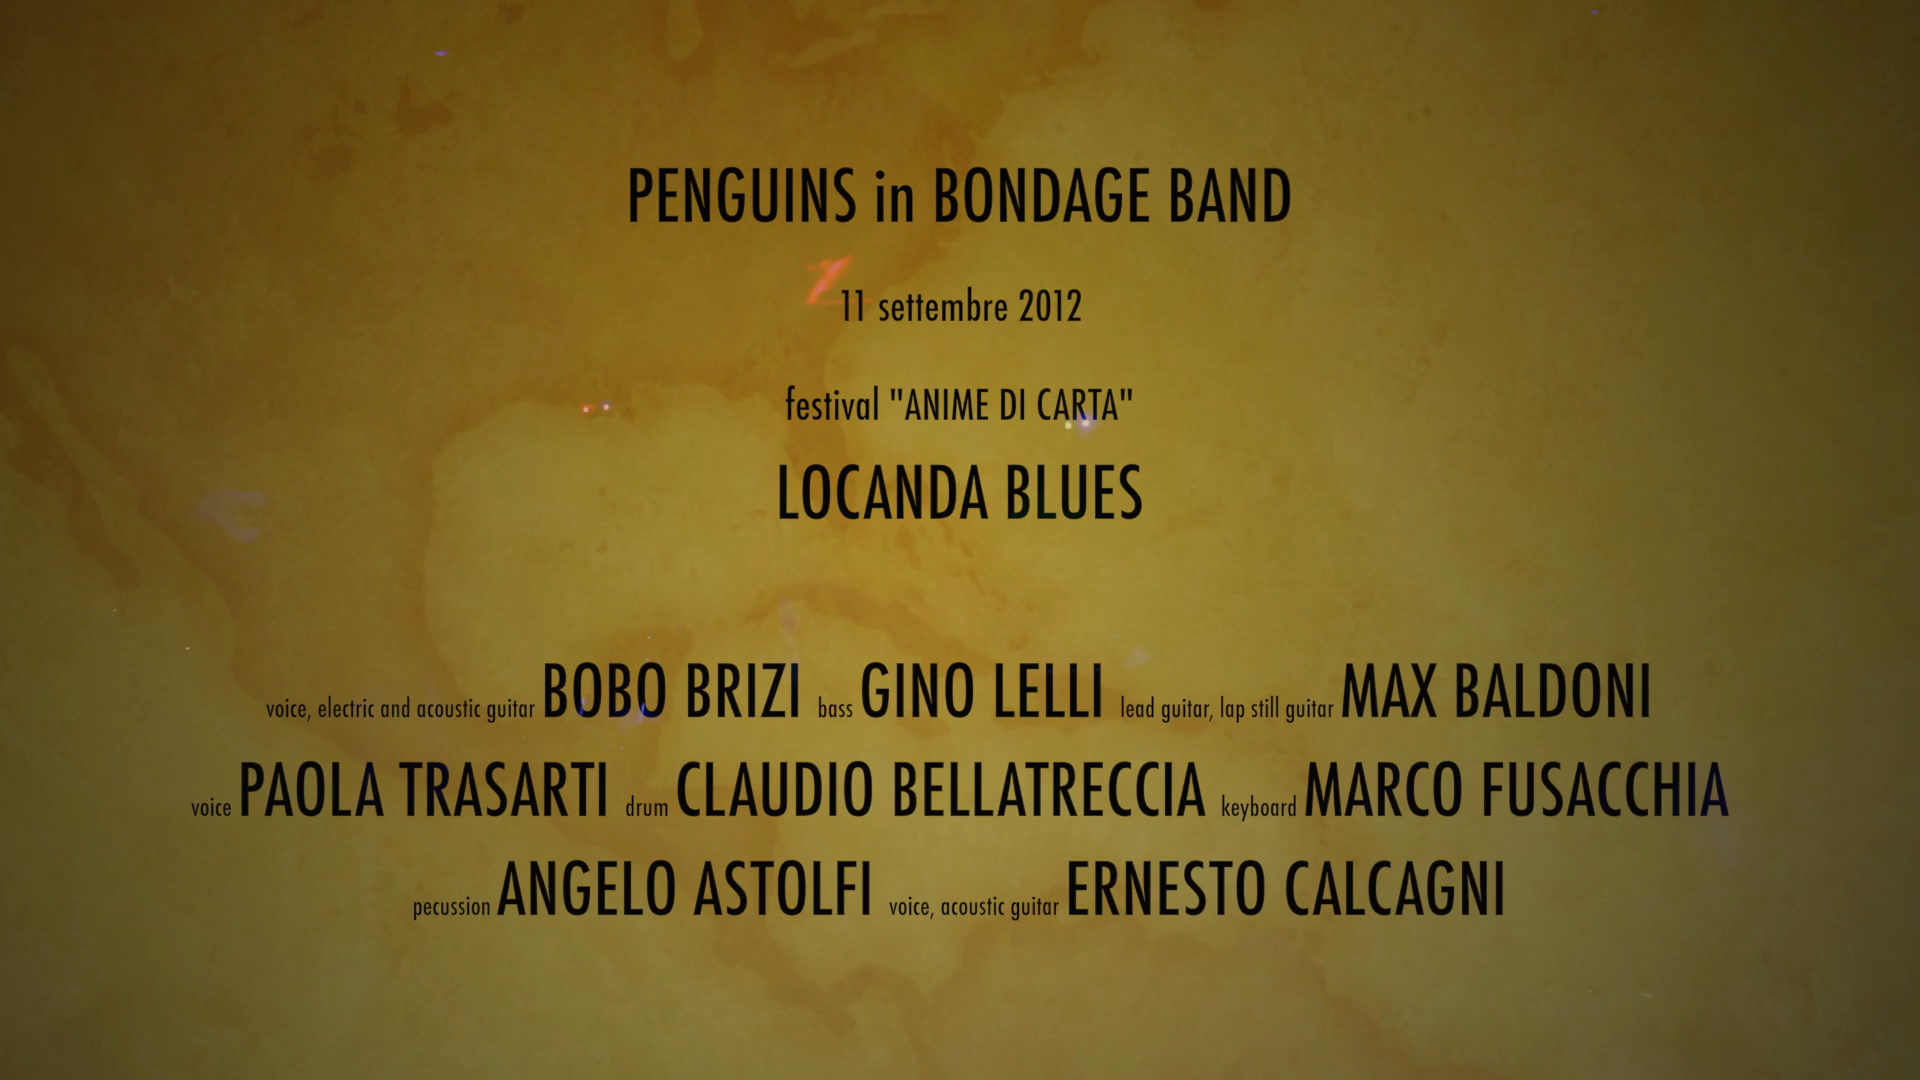 PENGUINS in BONDAGE BAND
11 settembre 2012
festival "ANIME DI CARTA"
LOCANDA BLUES
voice, electric and acoustic guitar BOBO BRIZI bass GINO LELLI lead guitar, lap still guitar MAX BALDONI
voice PAOLA TRASARTI drum CLAUDIO BELLATRECCIA keyboard MARCO FUSACCHIA
pecussion ANGELO ASTOLFI voice, acoustic guitar ERNESTO CALCAGNI